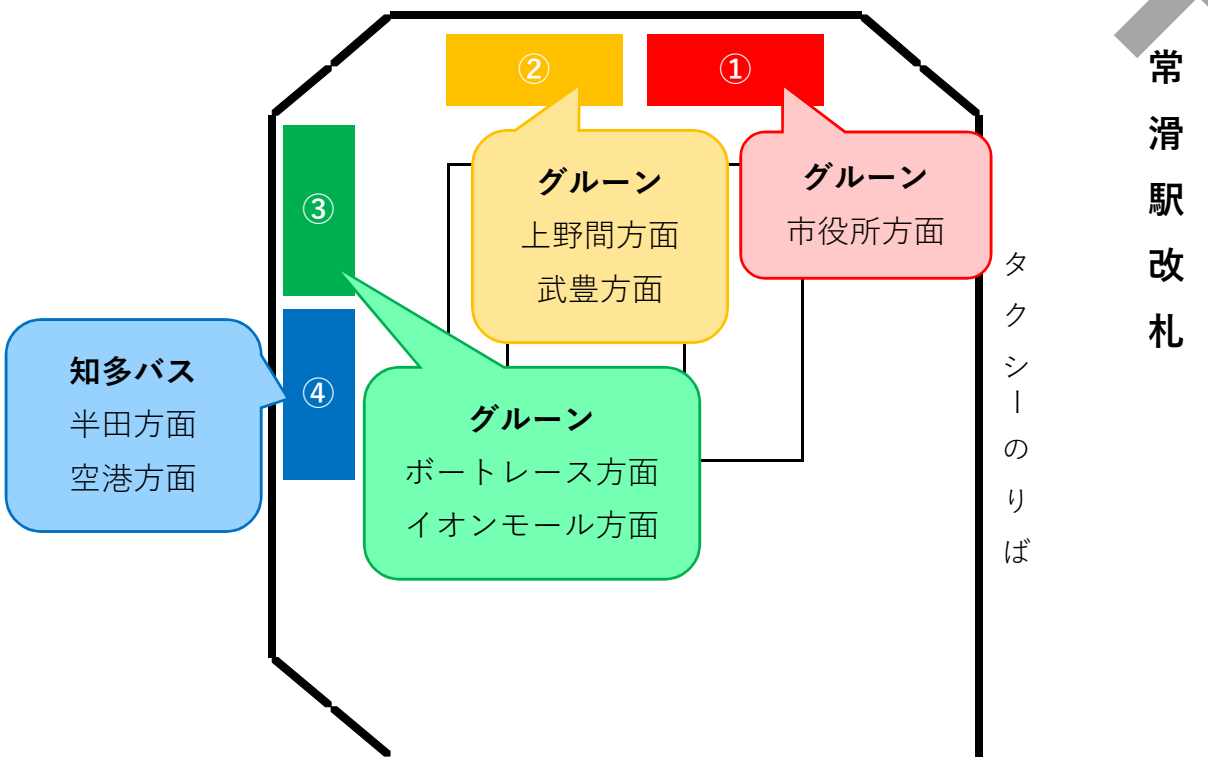 ②
①
グルーン
上野間方面
武豊方面
グルーン
市役所方面
③
④
知多バス
半田方面
空港方面
グルーン
ボートレース方面
イオンモール方面
タクシーのりば
常滑駅改札